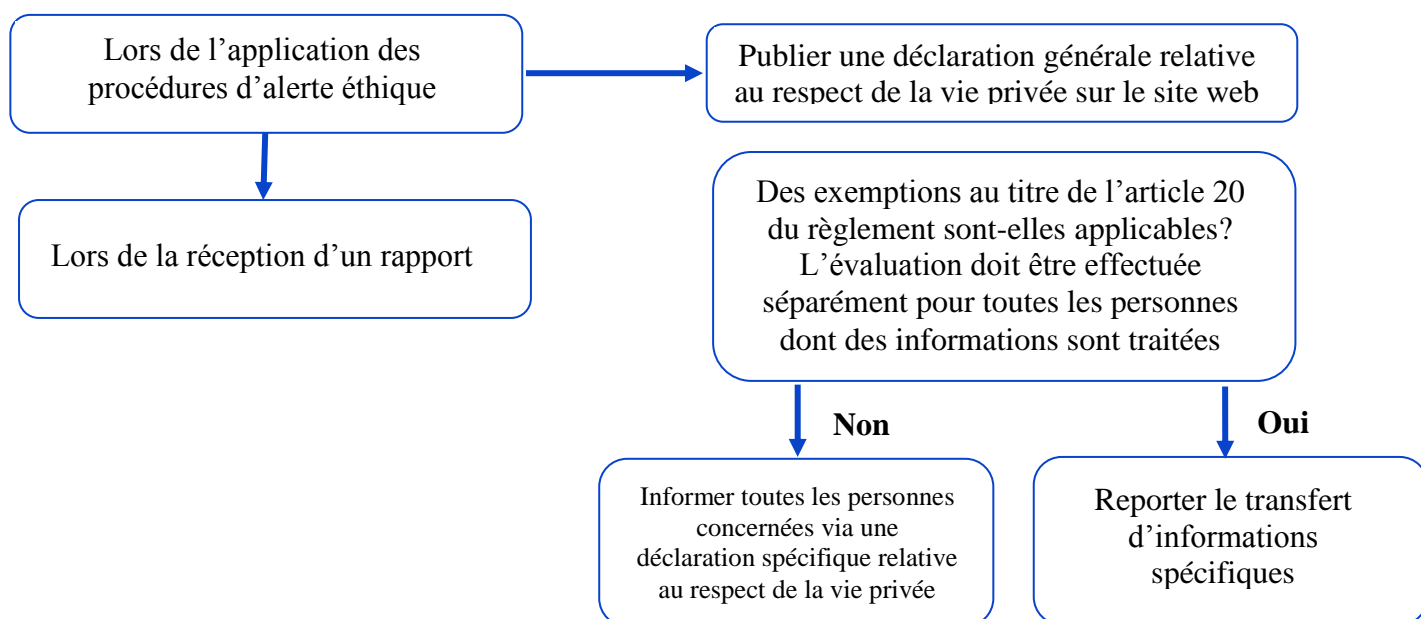 Lors de l’application des
procédures d’alerte éthique
Publier une déclaration générale relative
au respect de la vie privée sur le site web
Lors de la réception d’un rapport
Des exemptions au titre de l’article 20
du règlement sont-elles applicables?
L’évaluation doit être effectuée
séparément pour toutes les personnes
dont des informations sont traitées
Non
Oui
Informer toutes les personnes
concernées via une
déclaration spécifique relative
au respect de la vie privée
Reporter le transfert
d’informations
spécifiques